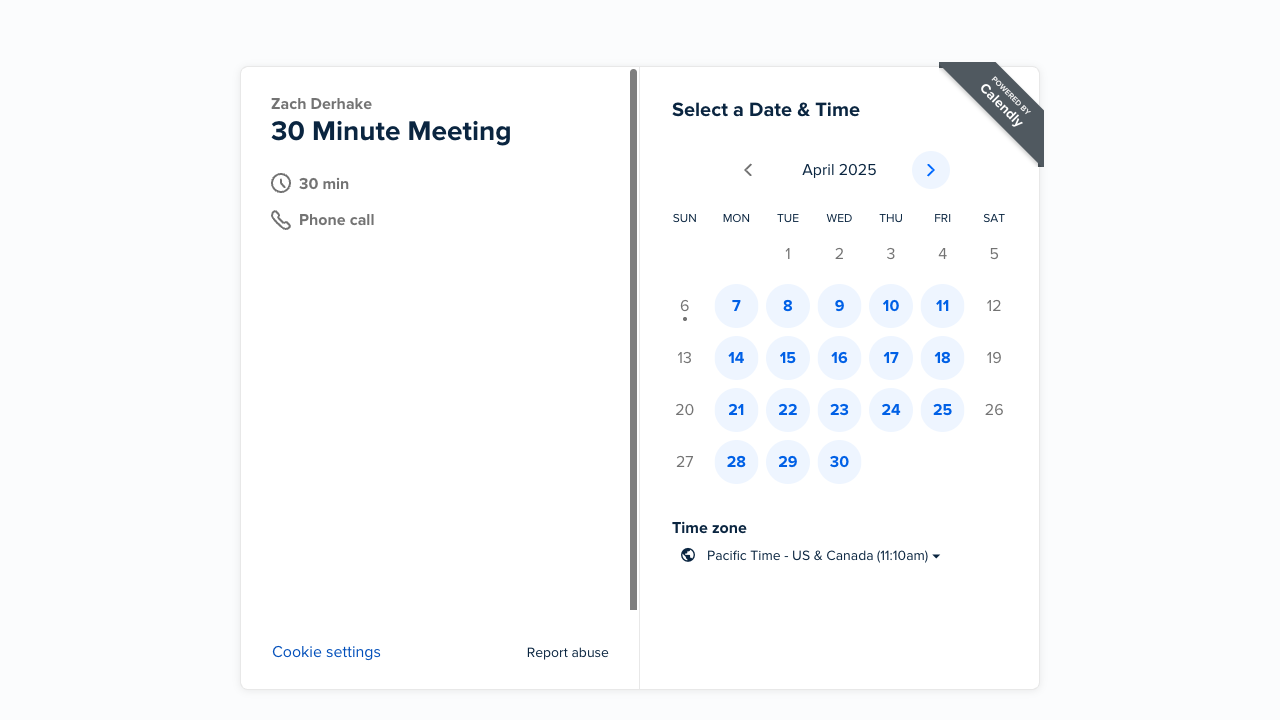 Zach Derhake
30 Minute Meeting
30 min
Phone call
Cookie settings
Report abuse
POWERED BY
Calendly
Select a Date & Time
April 2025
SUN MON TUE WED THU FRI SAT
1 2 3 4 5
6 7 8 9 10 11 12
13 14 15 16 17 18 19
20 21 22 23 24 25 26
27 28 29 30
Time zone
Pacific Time - US & Canada (11:10am)